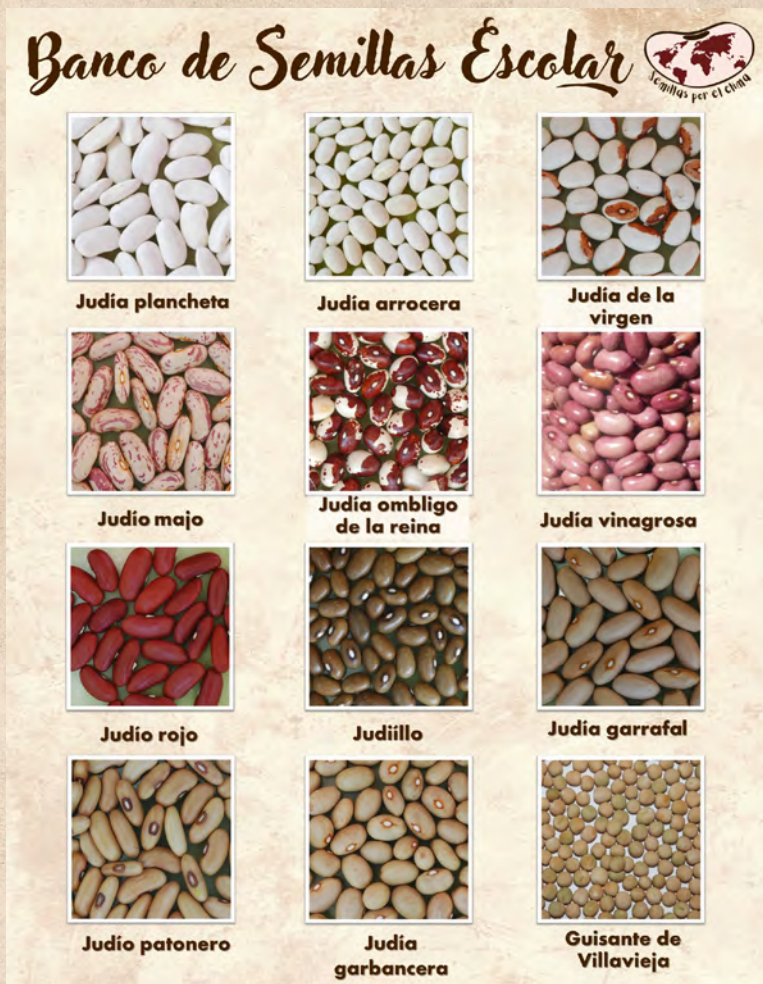 Banco de Semillas Escolar
Semillas por el clima
Judía plancheta
Judía arrocera
Judía de la
virgen
Judío majo
Judía ombligo
de la reina
Judía vinagrosa
Judío rojo
Judiíllo
Judía garrafal
Judío patonero
Judía
garbancera
Guisante de
Villavieja